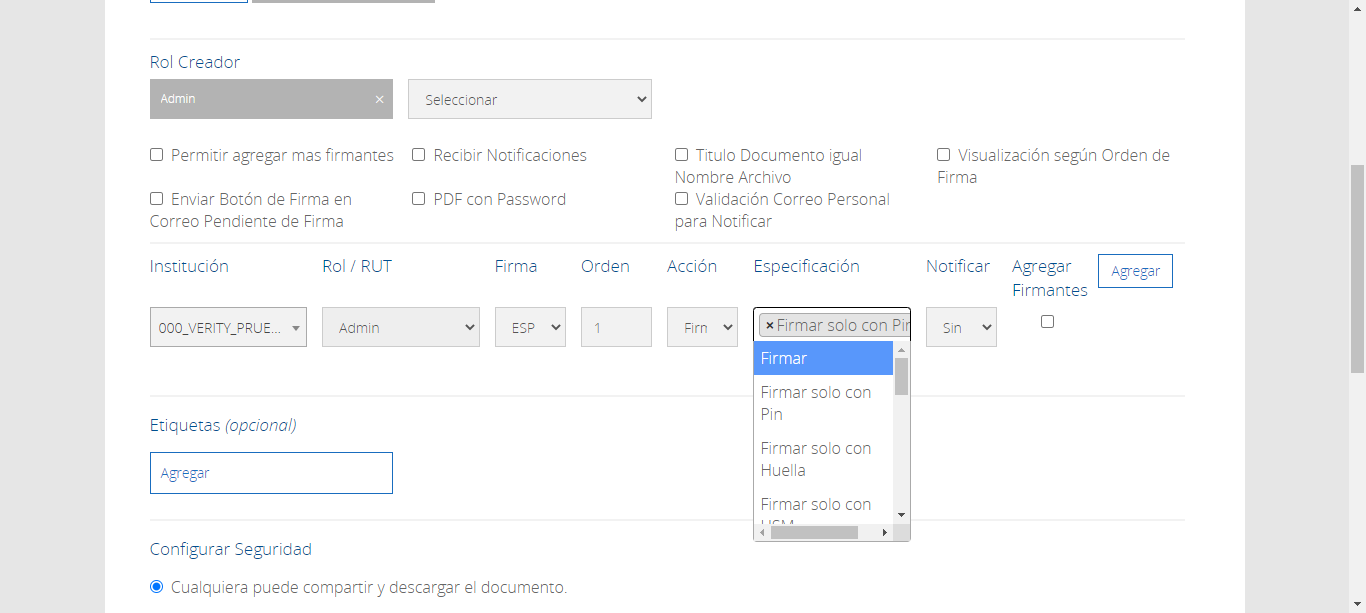 Rol Creador
Admin ×
Seleccionar
Permitir agregar mas firmantes
Recibir Notificaciones
Titulo Documento igual
Nombre Archivo
Visualización según Orden de
Firma
Enviar Botón de Firma en
Correo Pendiente de Firma
PDF con Password
Validación Correo Personal
para Notificar
Institución
Rol / RUT
Firma
Orden
Acción
Especificación
Notificar
Agregar
Firmantes
Agregar
000_VERITY_PRUE...
Admin
ESP
1
Firn
× Firmar solo con Pin
Sin
Firmar
Firmar solo con
Pin
Firmar solo con
Huella
Firmar solo con
HSM
Etiquetas (opcional)
Agregar
Configurar Seguridad
Cualquiera puede compartir y descargar el documento.